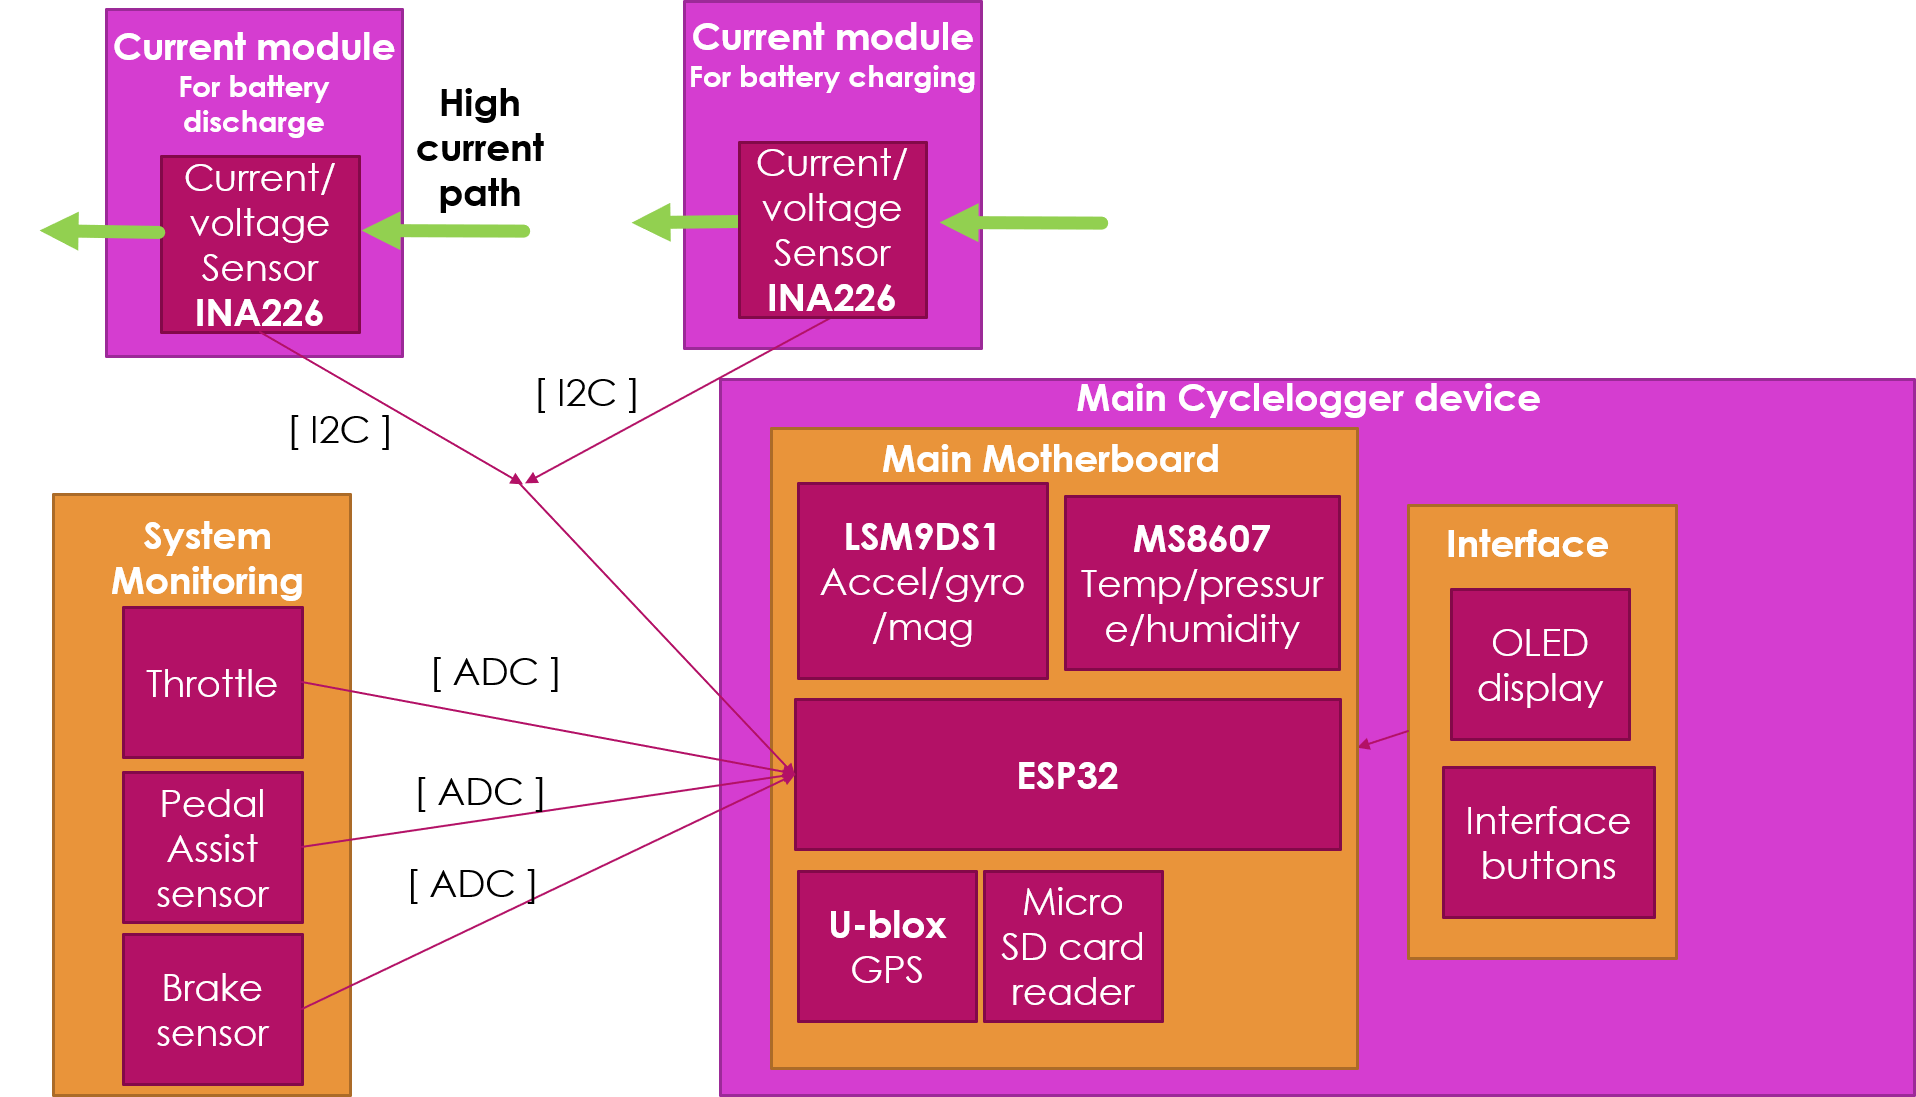 Current module
For battery
discharge
Current/
voltage
Sensor
INA226
High
current
path
Current module
For battery charging
Current/
voltage
Sensor
INA226
[ I2C ]
[ I2C ]
Main Cyclelogger device
Main Motherboard
LSM9DS1
Accel/gyro
/mag
MS8607
Temp/pressur
e/humidity
ESP32
U-blox
GPS
Micro
SD card
reader
Interface
OLED
display
Interface
buttons
System
Monitoring
Throttle
Pedal
Assist
sensor
Brake
sensor
[ ADC ]
[ ADC ]
[ ADC ]